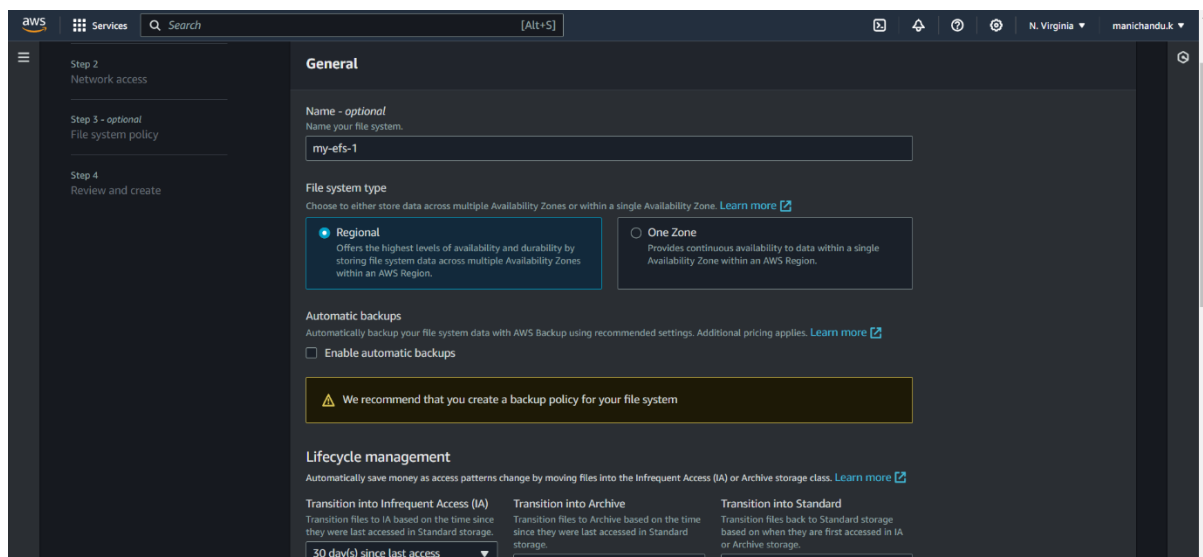 aws Services Search [Alt+S] N. Virginia manichandu.k
Step 2
Network access
Step 3 - optional
File system policy
Step 4
Review and create
General
Name - optional
Name your file system.
my-efs-1
File system type
Choose to either store data across multiple Availability Zones or within a single Availability Zone. Learn more
Regional
Offers the highest levels of availability and durability by
storing file system data across multiple Availability Zones
within an AWS Region.
One Zone
Provides continuous availability to data within a single
Availability Zone within an AWS Region.
Automatic backups
Automatically backup your file system data with AWS Backup using recommended settings. Additional pricing applies. Learn more
Enable automatic backups
We recommend that you create a backup policy for your file system
Lifecycle management
Automatically save money as access patterns change by moving files into the Infrequent Access (IA) or Archive storage class. Learn more
Transition into Infrequent Access (IA)
Transition files to IA based on the time since
they were last accessed in Standard storage.
30 day(s) since last access
Transition into Archive
Transition files to Archive based on the time
since they were last accessed in Standard
storage.
Transition into Standard
Transition files back to Standard storage
based on when they are first accessed in IA
or Archive storage.